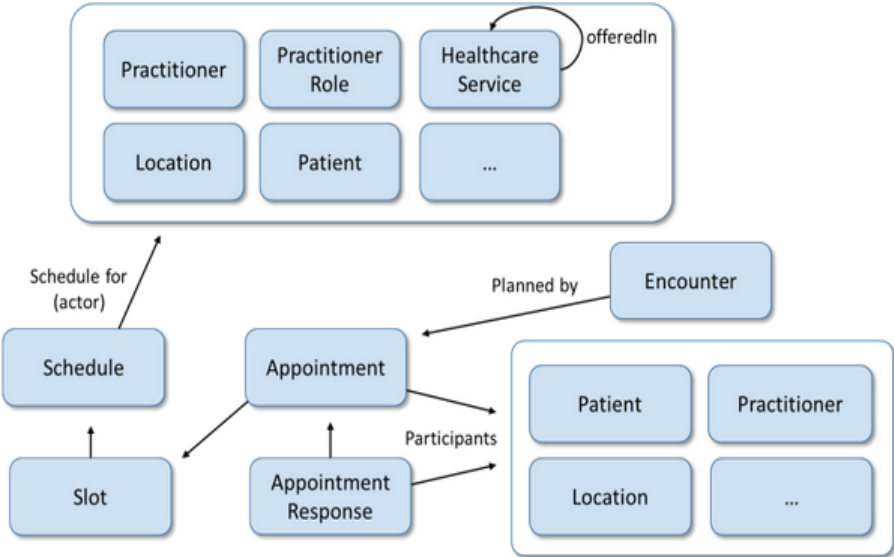 Practitioner
Practitioner
Role
Healthcare
Service
offeredIn
Location
Patient
...
Schedule for
(actor)
Planned by
Encounter
Schedule
Appointment
Patient
Practitioner
Participants
Slot
Appointment
Response
Location
...